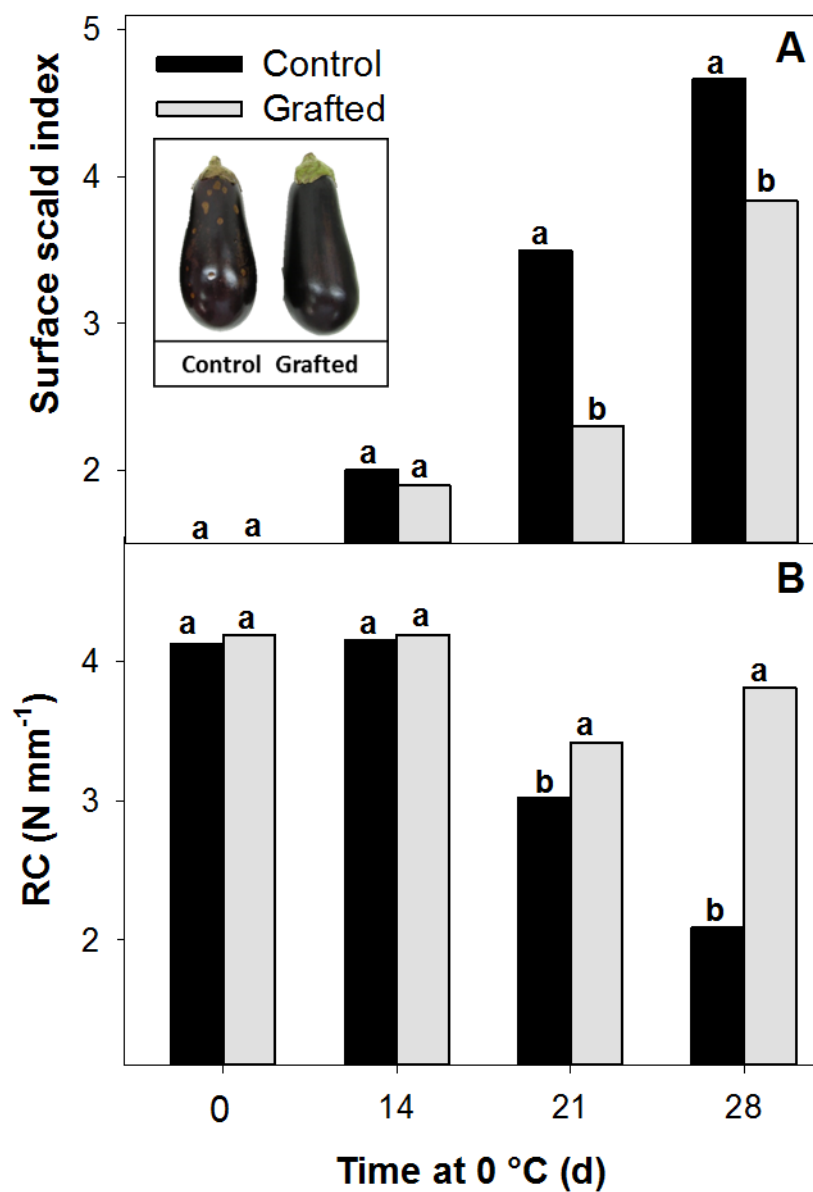 A
Control
Grafted
Control Grafted
Surface scald index
5
4
3
2
a a
a a
a b
a b
B
RC (N mm⁻¹)
4
3
2
a a
a a
b a
b a
0 14 21 28
Time at 0 °C (d)